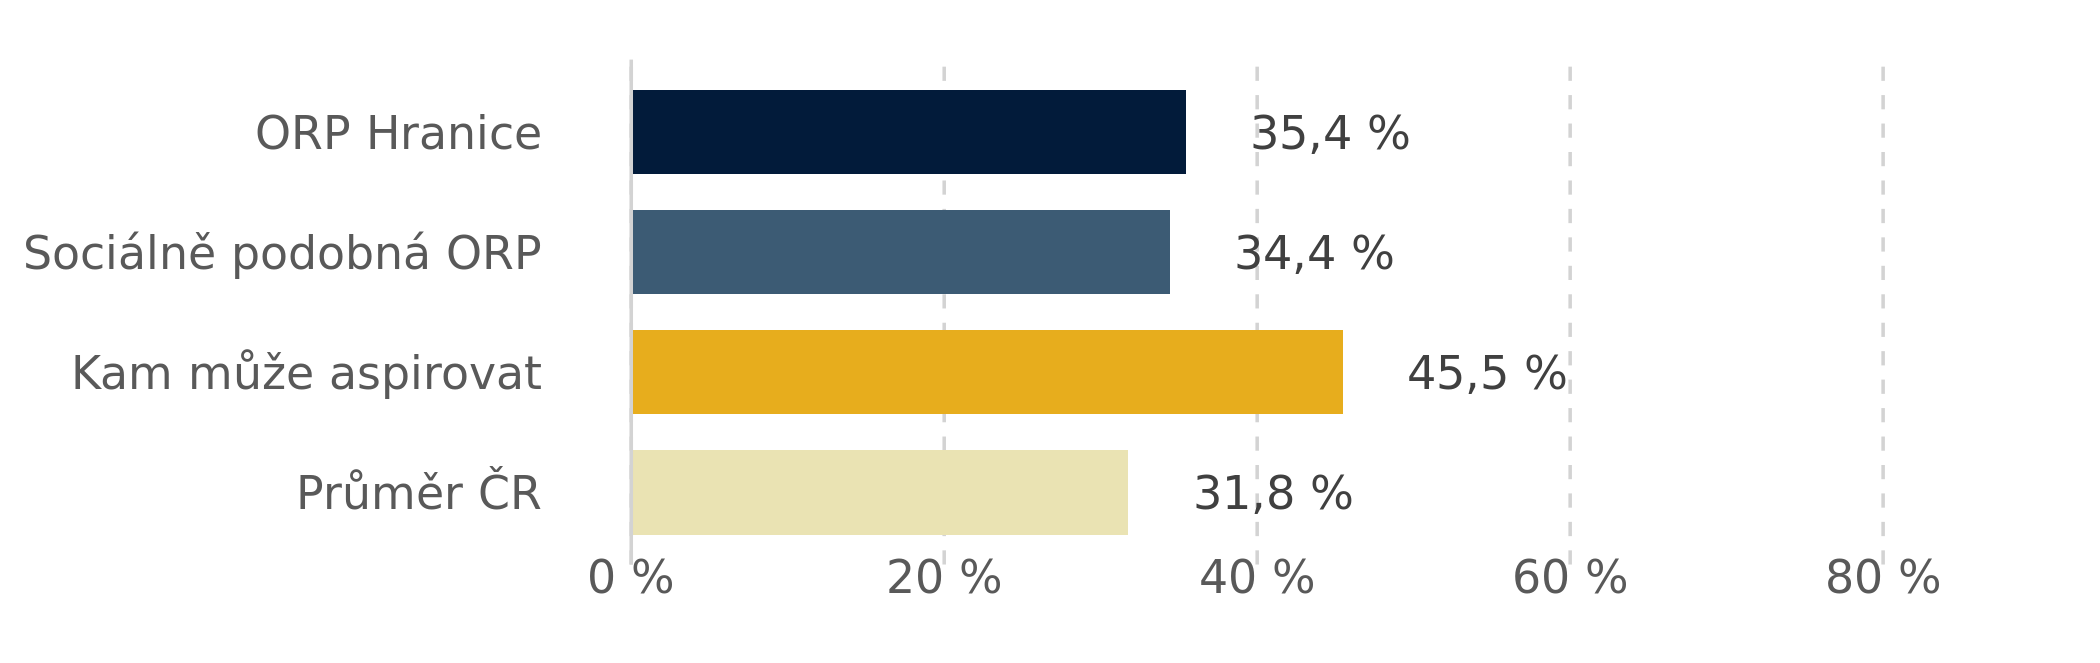 ORP Hranice 35,4 %
Sociálně podobná ORP 34,4 %
Kam může aspirovat 45,5 %
Průměr ČR 31,8 %
0 % 20 % 40 % 60 % 80 %